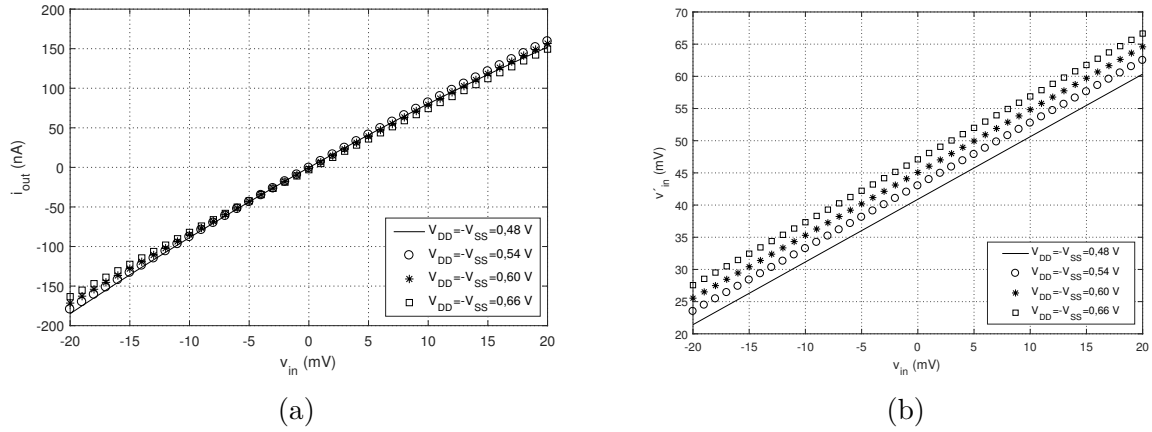 200
150
100
50
0
-50
-100
-150
-200
i_out (nA)
-20 -15 -10 -5 0 5 10 15 20
v_in (mV)
V_DD=-V_SS=0,48 V
V_DD=-V_SS=0,54 V
V_DD=-V_SS=0,60 V
V_DD=-V_SS=0,66 V
(a)
70
65
60
55
50
45
40
35
30
25
20
v'_in (mV)
-20 -15 -10 -5 0 5 10 15 20
v_in (mV)
V_DD=-V_SS=0,48 V
V_DD=-V_SS=0,54 V
V_DD=-V_SS=0,60 V
V_DD=-V_SS=0,66 V
(b)